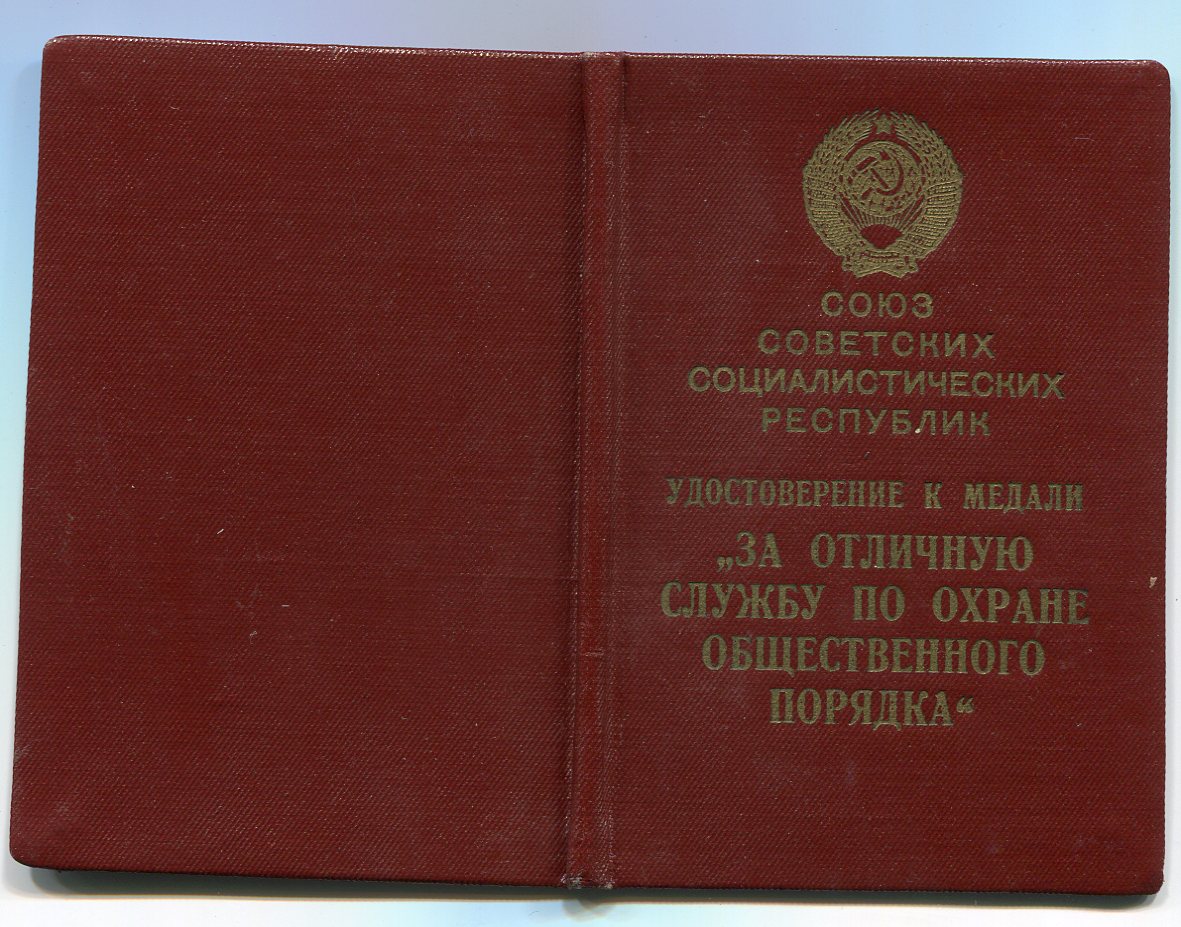 СОЮЗ
СОВЕТСКИХ
СОЦИАЛИСТИЧЕСКИХ
РЕСПУБЛИК
УДОСТОВЕРЕНИЕ К МЕДАЛИ
„ЗА ОТЛИЧНУЮ
СЛУЖБУ ПО ОХРАНЕ
ОБЩЕСТВЕННОГО
ПОРЯДКА“